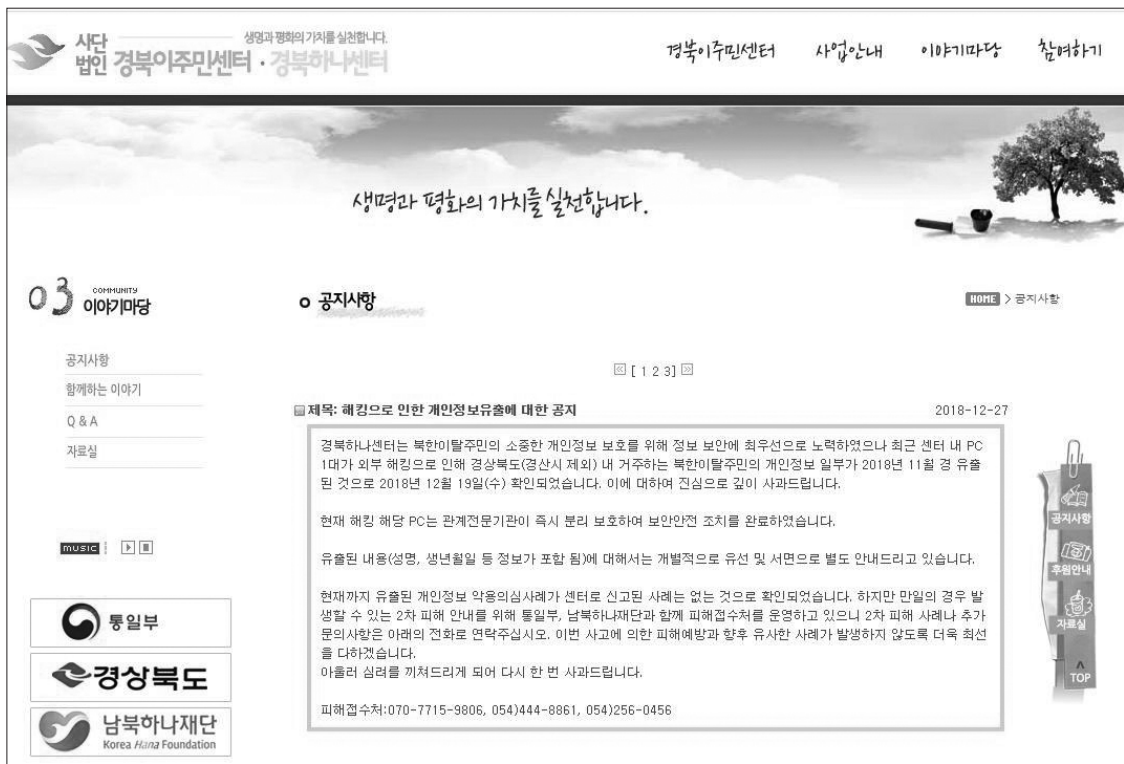 생명과 평화의 가치를 실천합니다.
사단
법인 경북이주민센터 · 경북하나센터
경북이주민센터 사업안내 이야기마당 참여하기
생명과 평화의 가치를 실천합니다.
03 COMMUNITY
이야기마당
공지사항
HOME > 공지사항
공지사항
함께하는 이야기
Q & A
자료실
[ 1 2 3]
제목: 해킹으로 인한 개인정보유출에 대한 공지 2018-12-27
경북하나센터는 북한이탈주민의 소중한 개인정보 보호를 위해 정보 보안에 최우선으로 노력하였으나 최근 센터 내 PC
1대가 외부 해킹으로 인해 경상북도(경산시 제외) 내 거주하는 북한이탈주민의 개인정보 일부가 2018년 11월 경 유출
된 것으로 2018년 12월 19일(수) 확인되었습니다. 이에 대하여 진심으로 깊이 사과드립니다.
현재 해킹 해당 PC는 관계전문기관이 즉시 분리 보호하여 보안안전 조치를 완료하였습니다.
유출된 내용(성명, 생년월일 등 정보가 포함 됨)에 대해서는 개별적으로 유선 및 서면으로 별도 안내드리고 있습니다.
현재까지 유출된 개인정보 악용의심사례가 센터로 신고된 사례는 없는 것으로 확인되었습니다. 하지만 만일의 경우 발
생할 수 있는 2차 피해 안내를 위해 통일부, 남북하나재단과 함께 피해접수처를 운영하고 있으니 2차 피해 사례나 추가
문의사항은 아래의 전화로 연락주십시오. 이번 사고에 의한 피해예방과 향후 유사한 사례가 발생하지 않도록 더욱 최선
을 다하겠습니다.
아울러 심려를 끼쳐드리게 되어 다시 한 번 사과드립니다.
피해접수처:070-7715-9806, 054)444-8861, 054)256-0456
MUSIC
통일부
경상북도
남북하나재단
Korea Hana Foundation
공지사항
후원안내
자료실
TOP